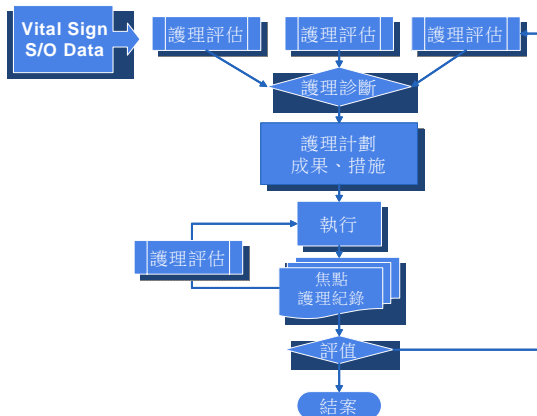 Vital Sign
S/O Data
護理評估
護理評估
護理評估
護理診斷
護理計劃
成果、措施
執行
護理評估
焦點
護理紀錄
評值
結案